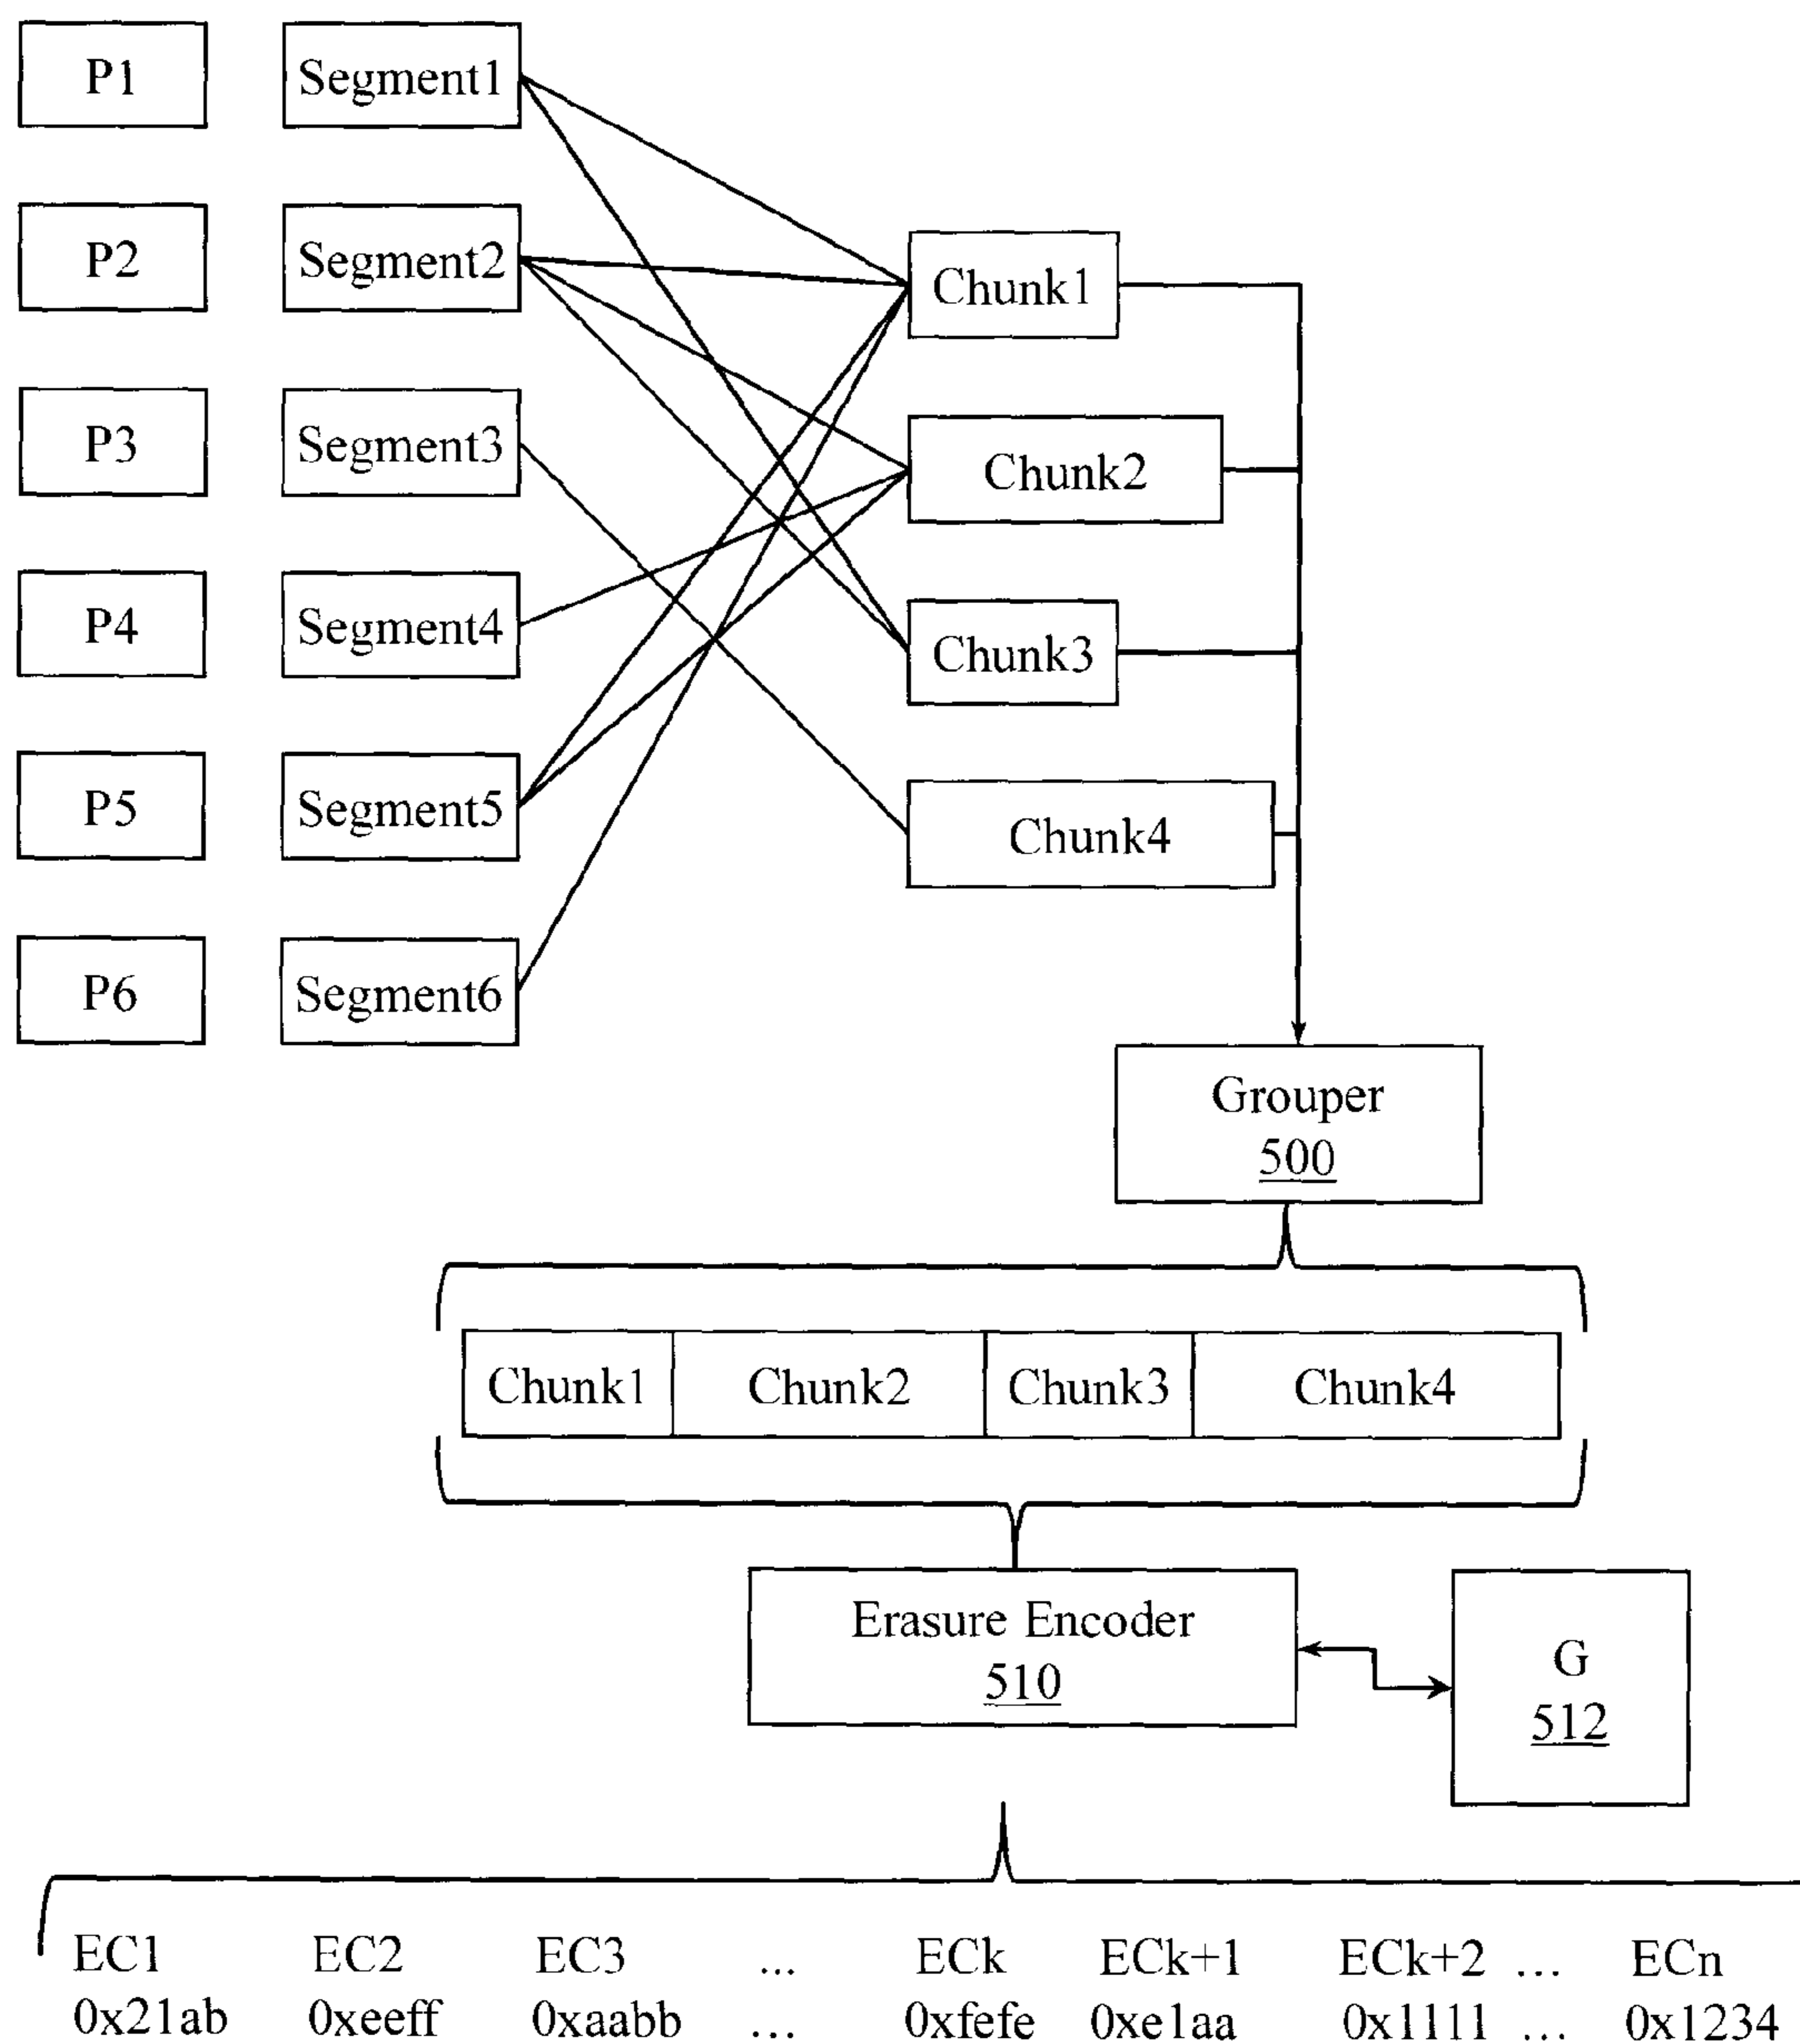 P1 Segment1
P2 Segment2
Chunk1
P3 Segment3
Chunk2
P4 Segment4
Chunk3
P5 Segment5
Chunk4
P6 Segment6
Grouper
500
Chunk1 Chunk2 Chunk3 Chunk4
Erasure Encoder
510
G
512
EC1 EC2 EC3 ... ECk ECk+1 ECk+2 ... ECn
0x21ab 0xeeff 0xaabb ... 0xfefe 0xe1aa 0x1111 ... 0x1234